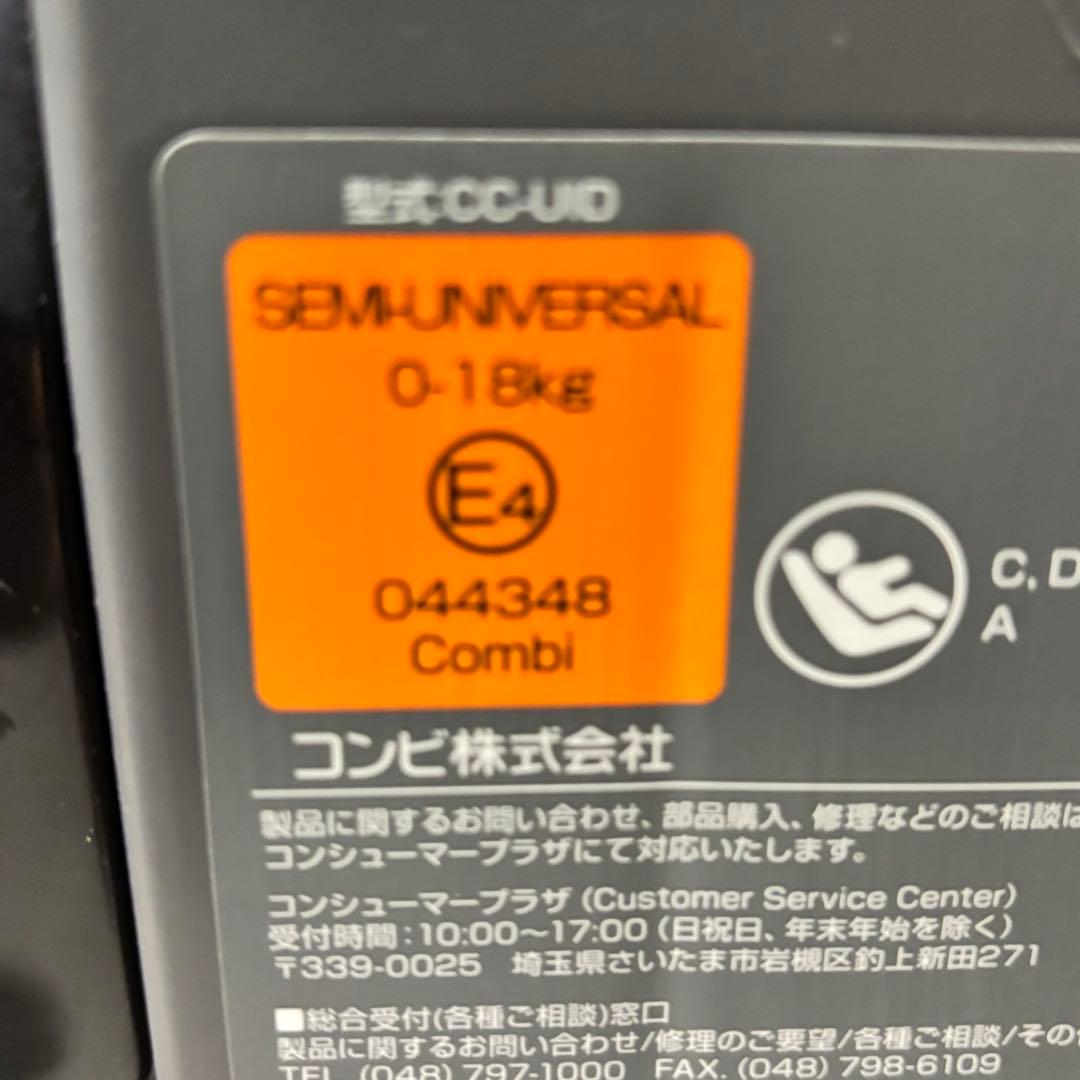 型式:CC-UID
SEMI-UNIVERSAL
0-18kg
E4
044348
Combi
C, D
A
コンビ株式会社
製品に関するお問い合わせ、部品購入、修理などのご相談は
コンシューマープラザにて対応いたします。
コンシューマープラザ (Customer Service Center)
受付時間:10:00~17:00 (日祝日、年末年始を除く)
〒339-0025 埼玉県さいたま市岩槻区釣上新田271
■総合受付(各種ご相談)窓口
製品に関するお問い合わせ/修理のご要望/各種ご相談/その
TEL. (048) 797-1000 FAX. (048) 798-6109